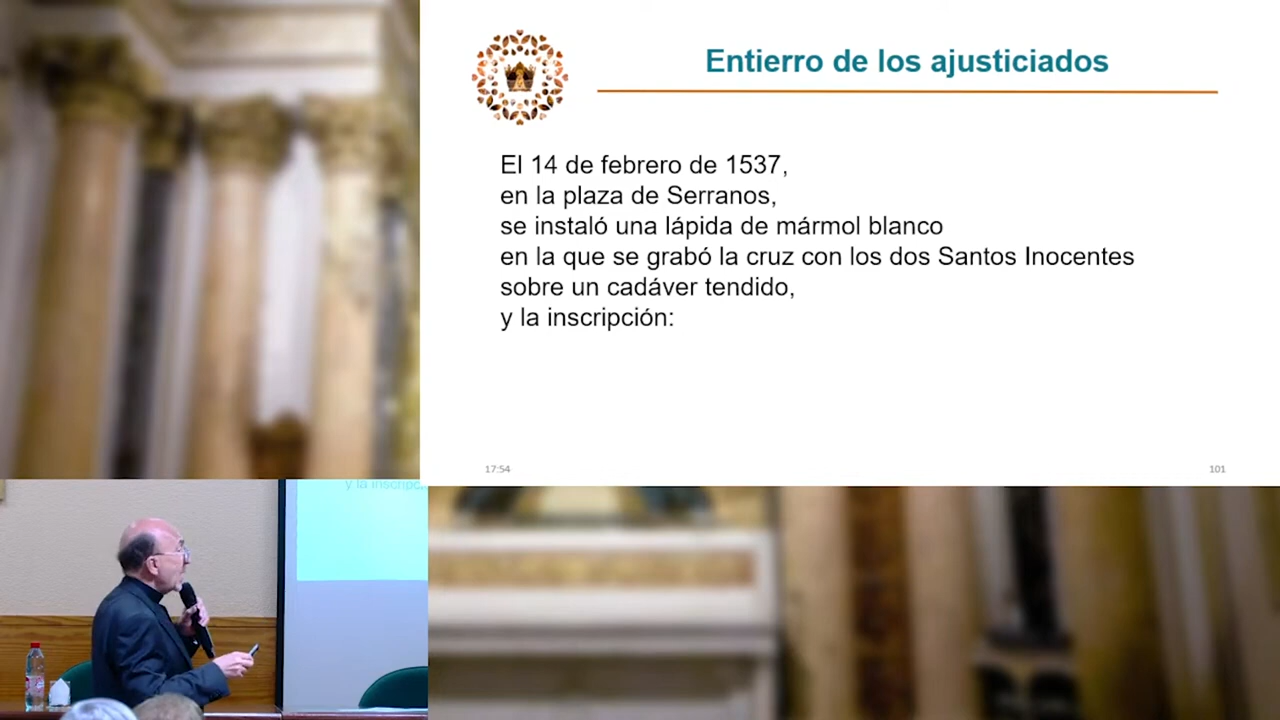 Entierro de los ajusticiados
El 14 de febrero de 1537,
en la plaza de Serranos,
se instaló una lápida de mármol blanco
en la que se grabó la cruz con los dos Santos Inocentes
sobre un cadáver tendido,
y la inscripción:
17:54
101
y la inscripc